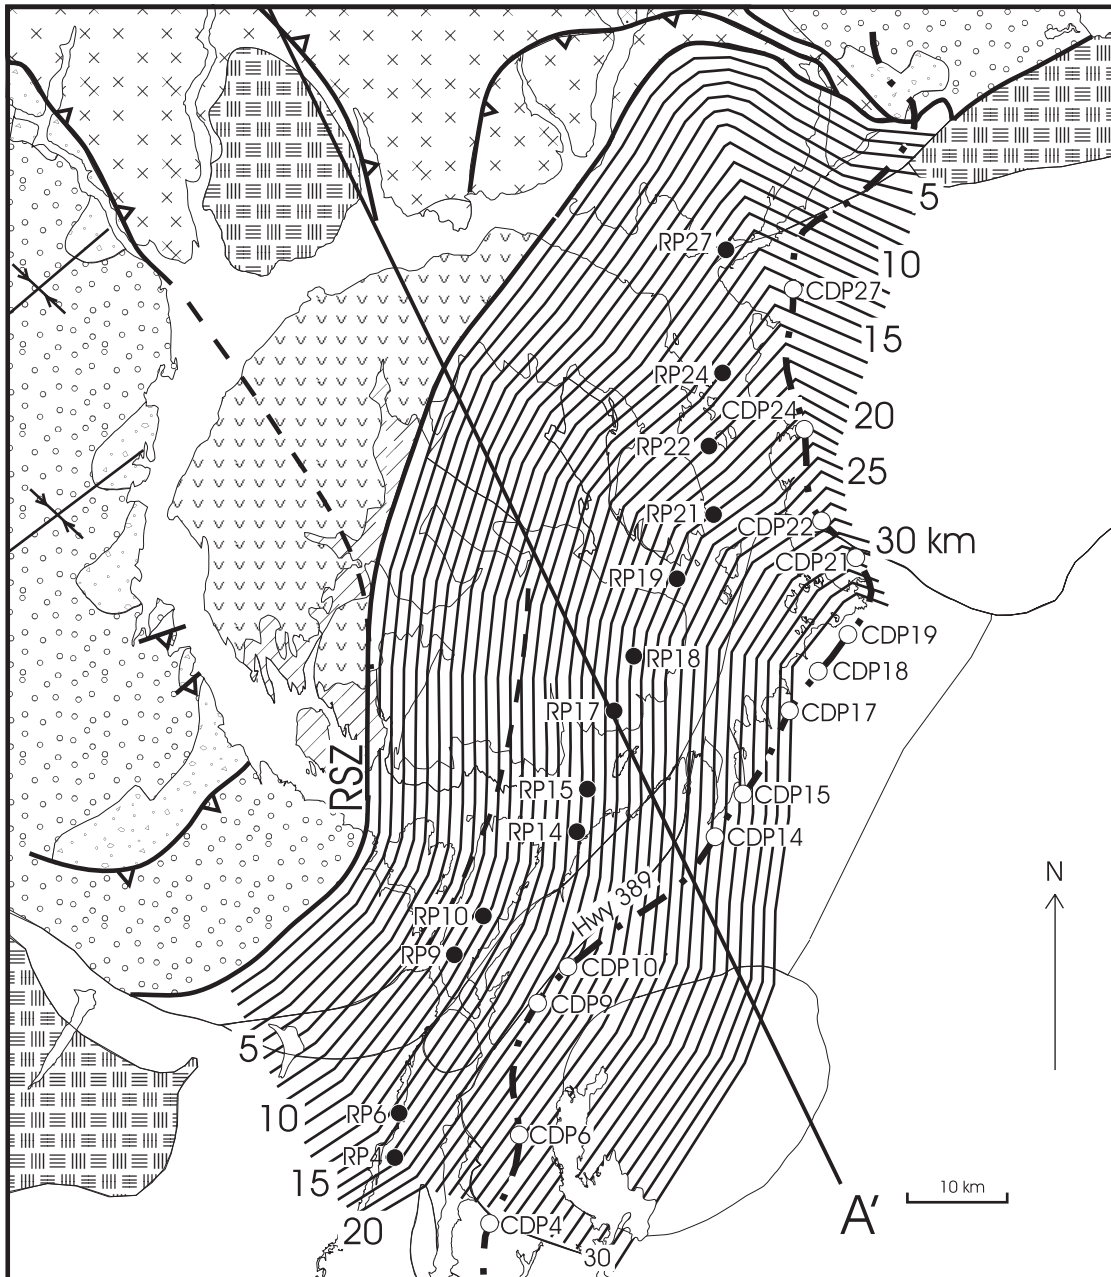 5
RP27
10
CDP27
15
RP24
CDP24
20
RP22
25
RP21
CDP22
30 km
CDP21
RP19
CDP19
RP18
CDP18
RP17
CDP17
RSZ
RP15
CDP15
RP14
CDP14
N
Hwy 389
RP10
RP9
CDP10
CDP9
5
10
RP6
CDP6
RP4
15
10 km
A'
20
CDP4
30